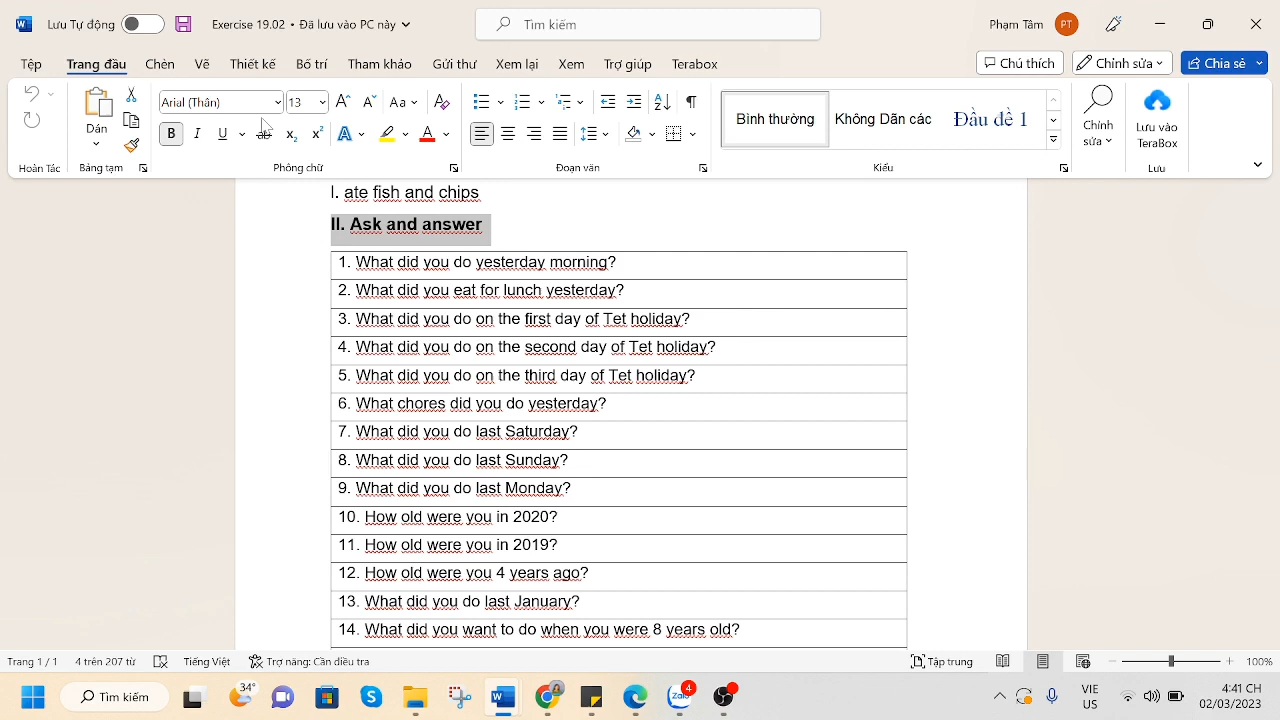 Lưu Tự động
Exercise 19.02 • Đã lưu vào PC này
Tìm kiếm
Phạm Tâm
PT
Tệp
Trang đầu
Chèn
Vẽ
Thiết kế
Bố trí
Tham khảo
Gửi thư
Xem lại
Xem
Trợ giúp
Terabox
Chú thích
Chỉnh sửa
Chia sẻ
Dán
Arial (Thân)
13
Aa
Bình thường
Không Dãn các
Đầu đề 1
Chỉnh sửa
Lưu vào TeraBox
Hoàn Tác
Bảng tạm
Phông chữ
Đoạn văn
Kiểu
Lưu
I. ate fish and chips
II. Ask and answer
1. What did you do yesterday morning?
2. What did you eat for lunch yesterday?
3. What did you do on the first day of Tet holiday?
4. What did you do on the second day of Tet holiday?
5. What did you do on the third day of Tet holiday?
6. What chores did you do yesterday?
7. What did you do last Saturday?
8. What did you do last Sunday?
9. What did you do last Monday?
10. How old were you in 2020?
11. How old were you in 2019?
12. How old were you 4 years ago?
13. What did you do last January?
14. What did you want to do when you were 8 years old?
Trang 1 / 1
4 trên 207 từ
Tiếng Việt
Trợ năng: Cần điều tra
Tập trung
100%
Tìm kiếm
34°
Zalo
4
VIE
US
4:41 CH
02/03/2023